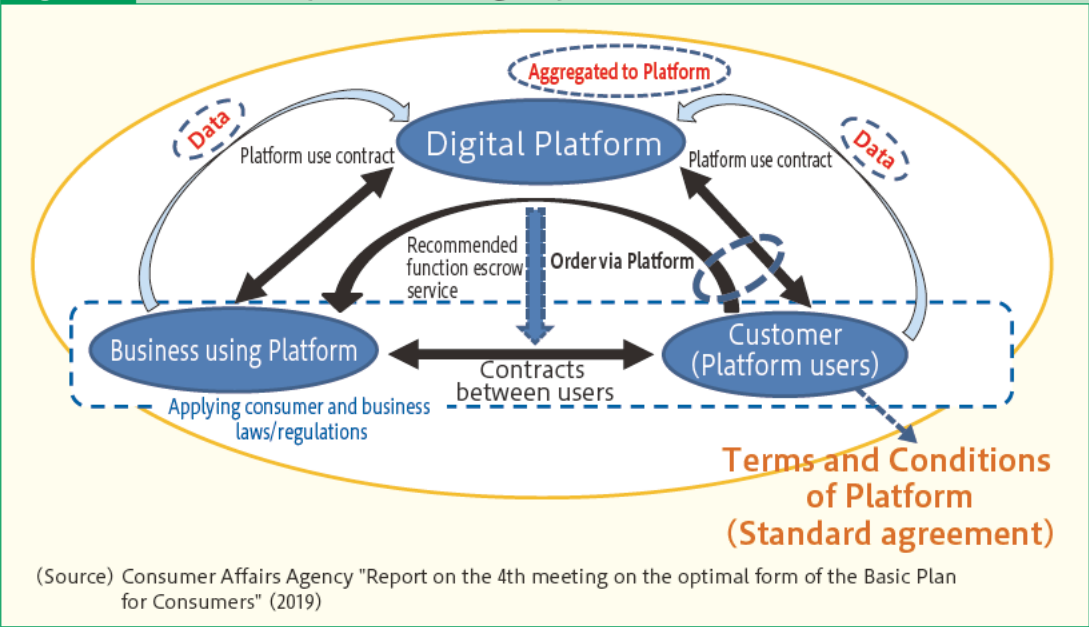 Aggregated to Platform
Data
Digital Platform
Data
Platform use contract
Platform use contract
Recommended
function escrow
service
Order via Platform
Business using Platform
Customer
(Platform users)
Contracts
between users
Applying consumer and business
laws/regulations
Terms and Conditions
of Platform
(Standard agreement)
(Source) Consumer Affairs Agency "Report on the 4th meeting on the optimal form of the Basic Plan
for Consumers" (2019)